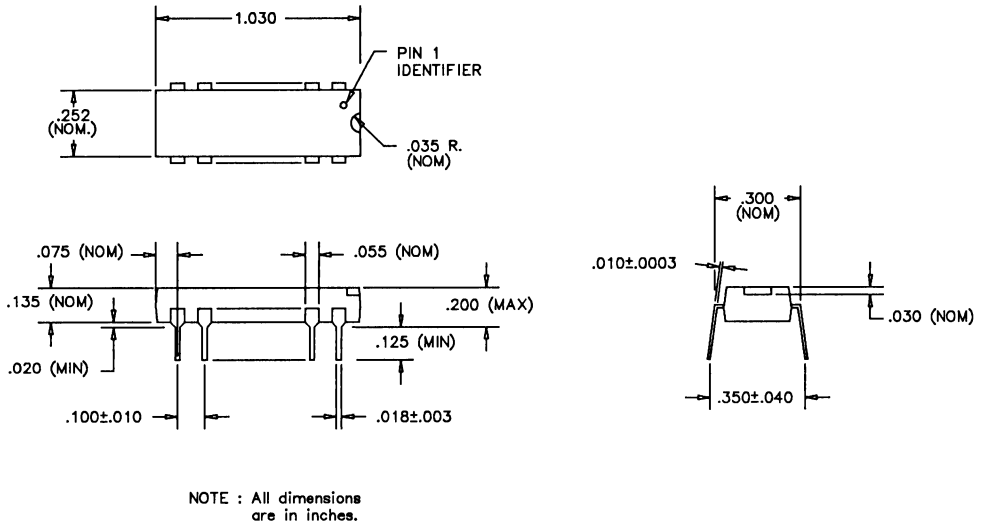 1.030
PIN 1
IDENTIFIER
.252
(NOM.)
.035 R.
(NOM)
.300
(NOM)
.075 (NOM)
.055 (NOM)
.010±.0003
.135 (NOM)
.200 (MAX)
.030 (NOM)
.125 (MIN)
.020 (MIN)
.350±.040
.100±.010
.018±.003
NOTE : All dimensions
are in inches.